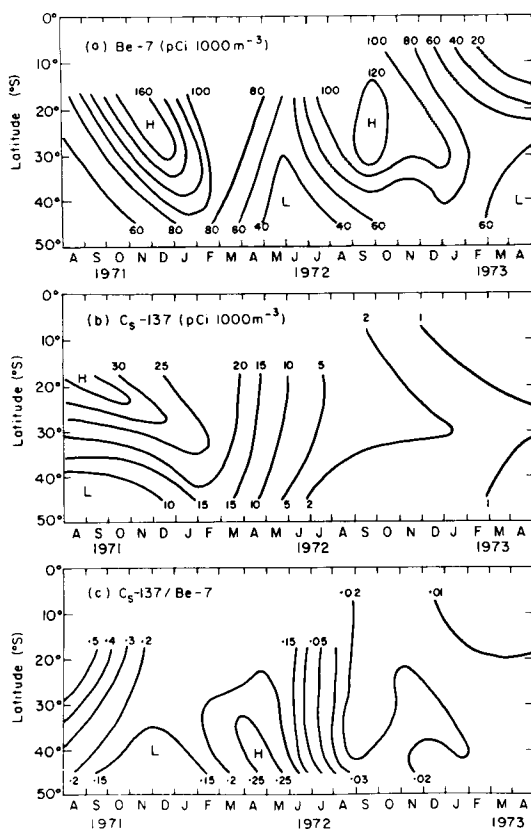 (a) Be-7 (pCi 1000 m⁻³)
0°
10°
20°
30°
40°
50°
Latitude (°S)
160 100 80 100 120 100 80 60 40 20
H H L L
60 80 80 60 40 40 60 60
A S O N D J F M A M J J A S O N D J F M A
1971 1972 1973
(b) Cs-137 (pCi 1000 m⁻³)
0°
10°
20°
30°
40°
50°
Latitude (°S)
H 30 25 20 15 10 5 2 1
L
10 15 15 10 5 2 1
A S O N D J F M A M J J A S O N D J F M A
1971 1972 1973
(c) Cs-137/Be-7
0°
10°
20°
30°
40°
50°
Latitude (°S)
.5 .4 .3 .2 .15 .05 .02 .01
L H
.2 .15 .15 .2 .25 .25 .03 .02
A S O N D J F M A M J J A S O N D J F M A
1971 1972 1973